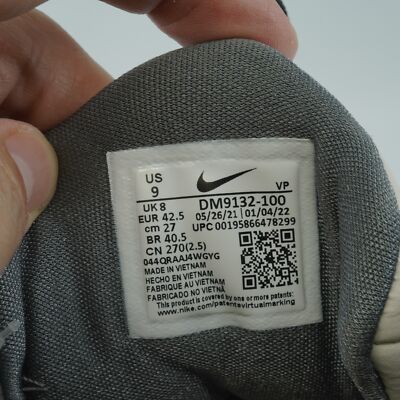 US
9 VP
UK 8 DM9132-100
EUR 42.5 05/26/21 01/04/22
cm 27 UPC 00195866478299
BR 40.5
CN 270(2.5)
044QRAAJ4WGYG
MADE IN VIETNAM
HECHO EN VIETNAM
FABRIQUE AU VIETNAM
FABRICADO NO VIETNÃ
This product is covered by one or more patents
www.nike.com/patentsvirtualmarking